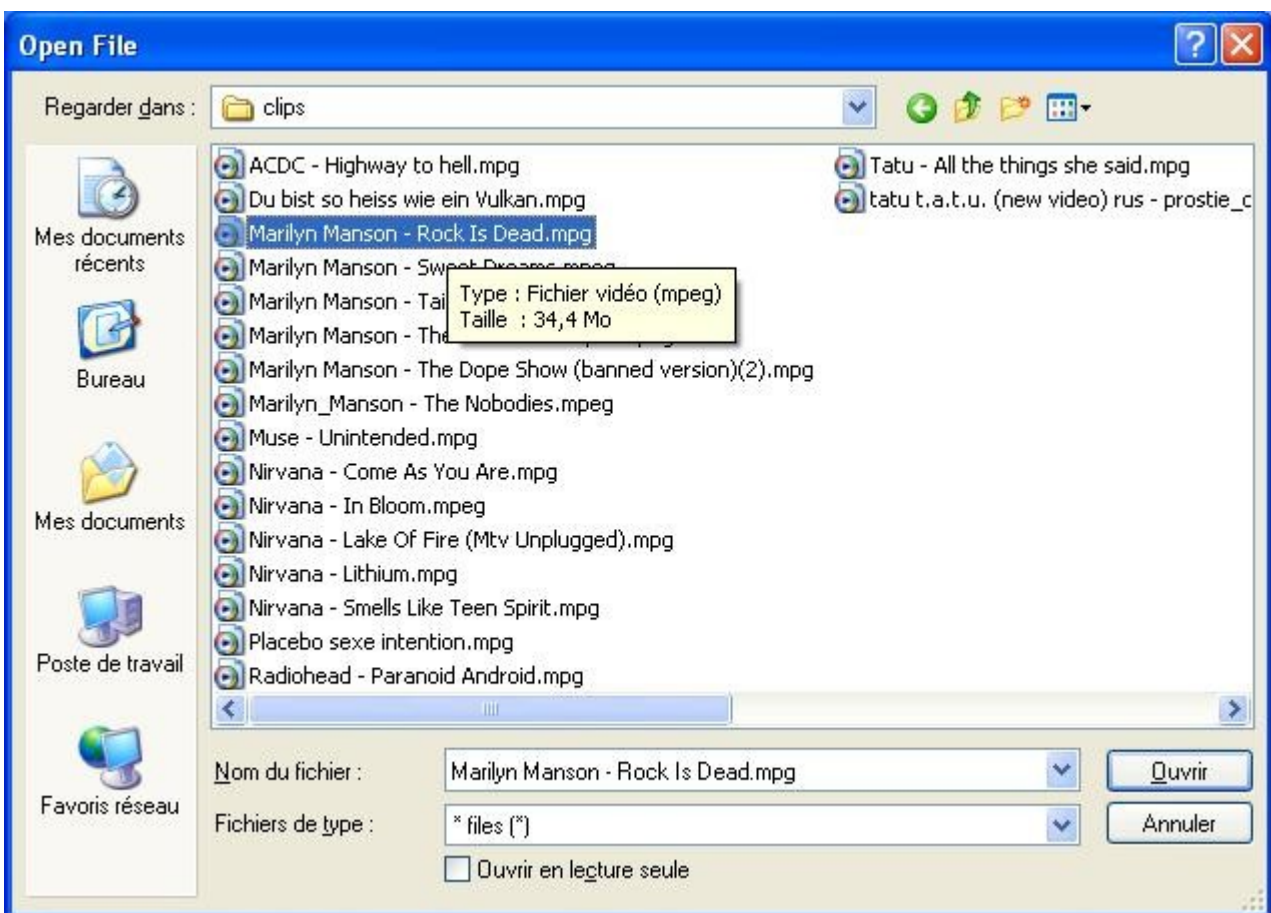 Open File
Regarder dans :
clips
Mes documents
récents
Bureau
Mes documents
Poste de travail
Favoris réseau
ACDC - Highway to hell.mpg
Du bist so heiss wie ein Vulkan.mpg
Marilyn Manson - Rock Is Dead.mpg
Marilyn Manson - Sweet Dreams.mpeg
Marilyn Manson - Tai
Marilyn Manson - The
Marilyn Manson - The Dope Show (banned version)(2).mpg
Marilyn_Manson - The Nobodies.mpeg
Muse - Unintended.mpg
Nirvana - Come As You Are.mpg
Nirvana - In Bloom.mpeg
Nirvana - Lake Of Fire (Mtv Unplugged).mpg
Nirvana - Lithium.mpg
Nirvana - Smells Like Teen Spirit.mpg
Placebo sexe intention.mpg
Radiohead - Paranoid Android.mpg
Tatu - All the things she said.mpg
tatu t.a.t.u. (new video) rus - prostie_c
Type : Fichier vidéo (mpeg)
Taille : 34,4 Mo
Nom du fichier :
Marilyn Manson - Rock Is Dead.mpg
Ouvrir
Fichiers de type :
* files (*)
Annuler
Ouvrir en lecture seule